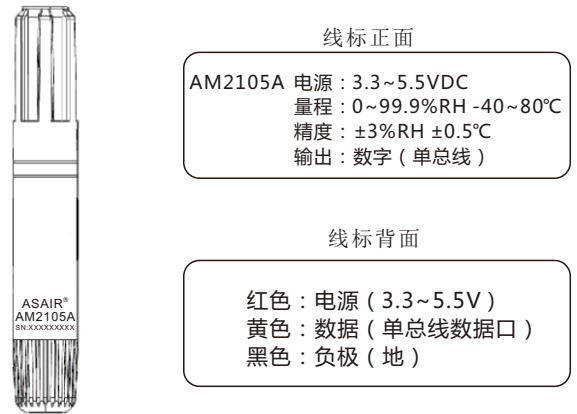 线标正面
AM2105A 电源：3.3~5.5VDC
量程：0~99.9%RH -40~80℃
精度：±3%RH ±0.5℃
输出：数字（单总线）
线标背面
红色：电源（3.3~5.5V）
黄色：数据（单总线数据口）
黑色：负极（地）
ASAIR®
AM2105A
SN:XXXXXXXXX